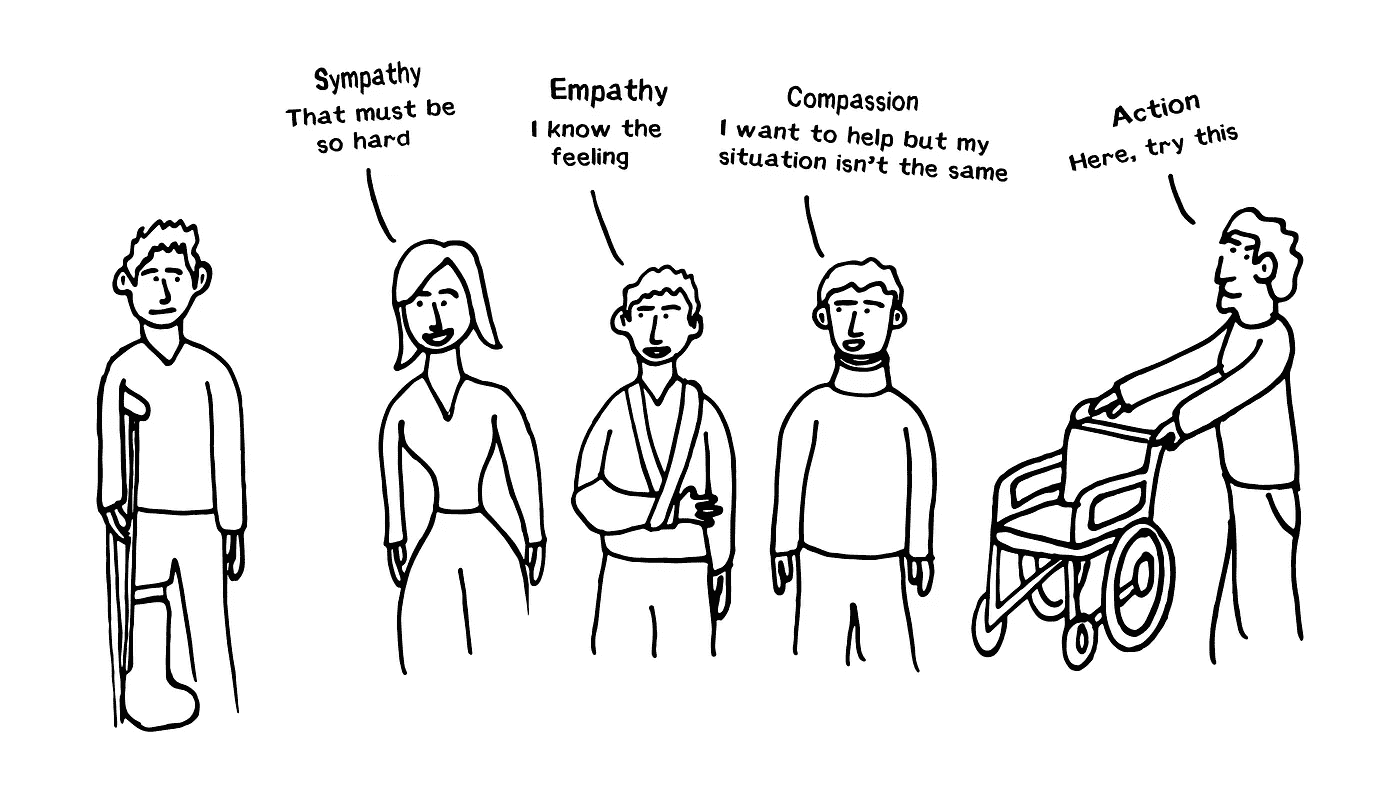 Sympathy
That must be
so hard
Empathy
I know the
feeling
Compassion
I want to help but my
situation isn't the same
Action
Here, try this